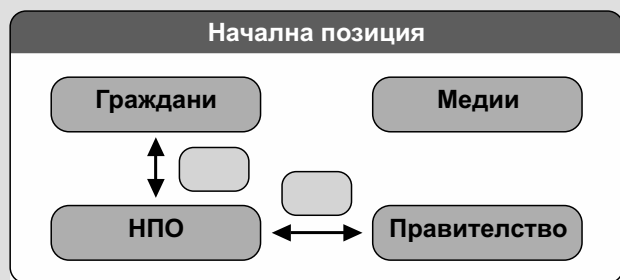 Начална позиция
Граждани
Медии
НПО
Правителство